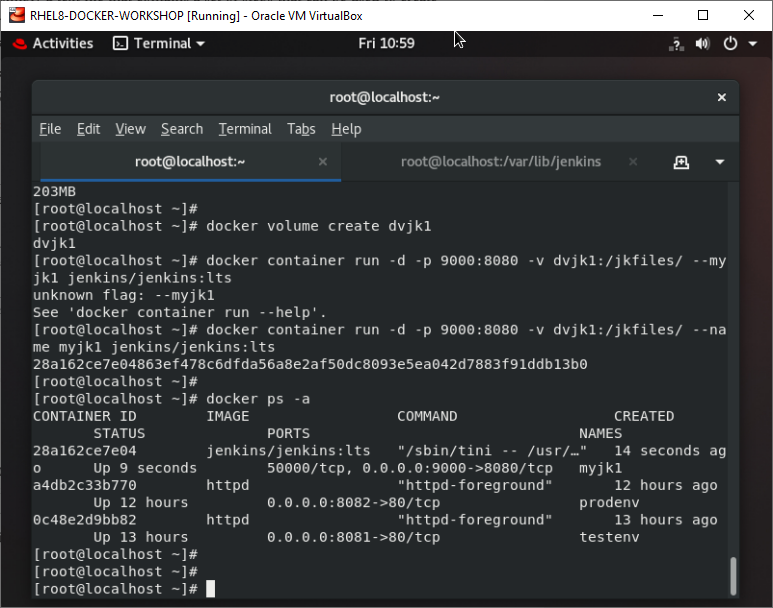 RHEL8-DOCKER-WORKSHOP [Running] - Oracle VM VirtualBox
Activities Terminal Fri 10:59
root@localhost:~
File Edit View Search Terminal Tabs Help
root@localhost:~ root@localhost:/var/lib/jenkins
203MB
[root@localhost ~]#
[root@localhost ~]# docker volume create dvjk1
dvjk1
[root@localhost ~]# docker container run -d -p 9000:8080 -v dvjk1:/jkfiles/ --my
jk1 jenkins/jenkins:lts
unknown flag: --myjk1
See 'docker container run --help'.
[root@localhost ~]# docker container run -d -p 9000:8080 -v dvjk1:/jkfiles/ --na
me myjk1 jenkins/jenkins:lts
28a162ce7e04863ef478c6dfda56a8e2af50dc8093e5ea042d7883f91ddb13b0
[root@localhost ~]#
[root@localhost ~]# docker ps -a
CONTAINER ID        IMAGE                 COMMAND                  CREATED
       STATUS              PORTS                               NAMES
28a162ce7e04        jenkins/jenkins:lts   "/sbin/tini -- /usr/…"   14 seconds ag
o      Up 9 seconds        50000/tcp, 0.0.0.0:9000->8080/tcp   myjk1
a4db2c33b770        httpd                 "httpd-foreground"       12 hours ago
       Up 12 hours         0.0.0.0:8082->80/tcp                prodenv
0c48e2d9bb82        httpd                 "httpd-foreground"       13 hours ago
       Up 13 hours         0.0.0.0:8081->80/tcp                testenv
[root@localhost ~]#
[root@localhost ~]#
[root@localhost ~]#